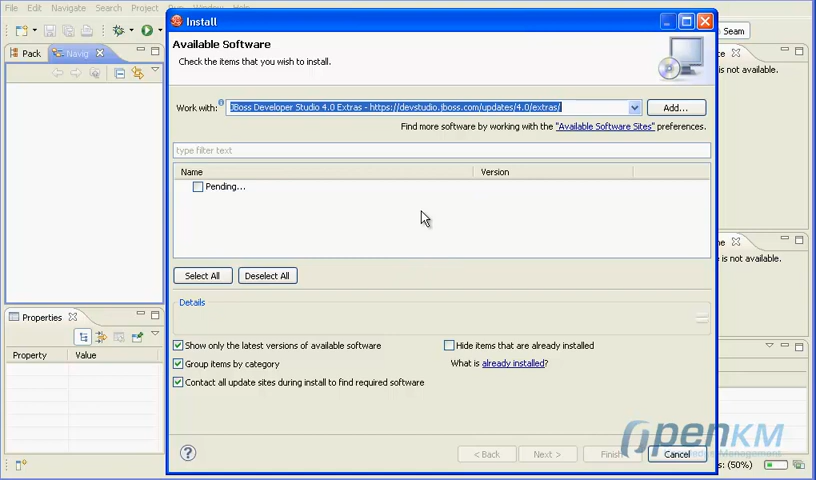 File Edit Navigate Search Project Run Window Help
Install
Available Software
Check the items that you wish to install.
Work with:
JBoss Developer Studio 4.0 Extras - https://devstudio.jboss.com/updates/4.0/extras/
Add...
Find more software by working with the "Available Software Sites" preferences.
type filter text
Name
Version
Pending...
Select All
Deselect All
Details
Show only the latest versions of available software
Hide items that are already installed
Group items by category
What is already installed?
Contact all update sites during install to find required software
?
< Back
Next >
Finish
Cancel
Pack
Navig
Properties
Property
Value
Seam
is not available.
is not available.
(50%)
OpenKM
Knowledge Management